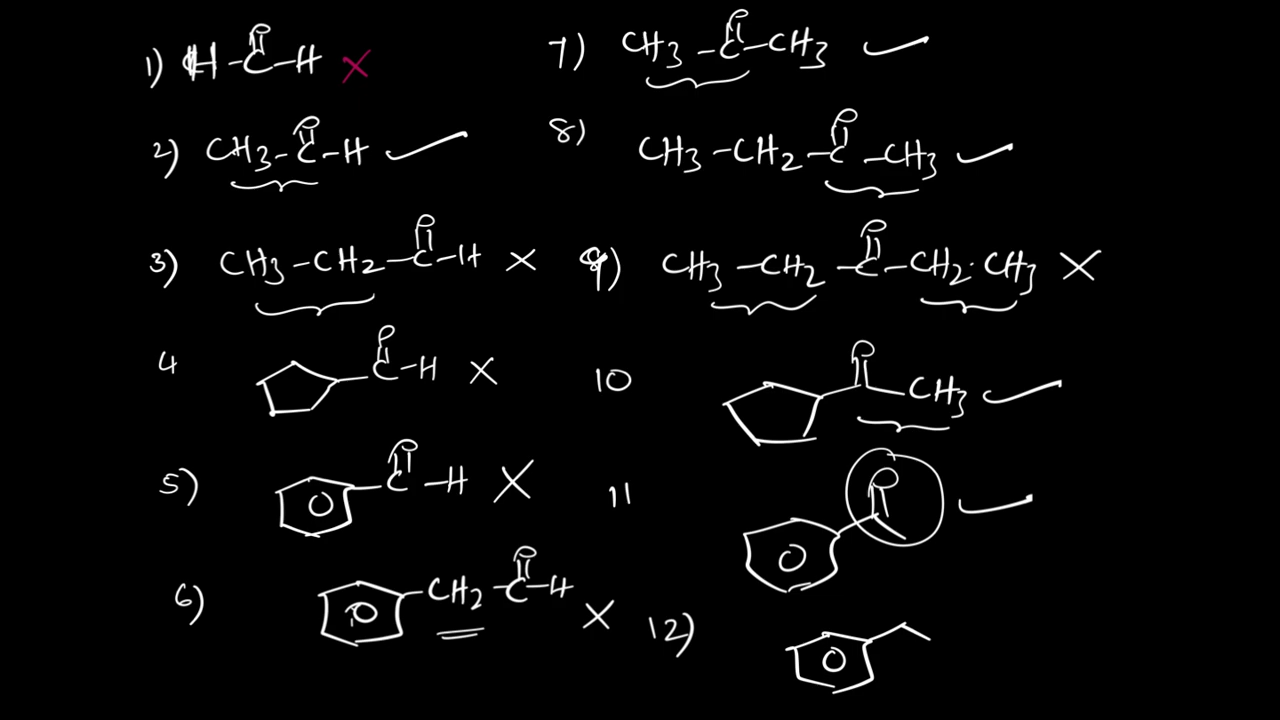 1) H-C-H X
O
2) CH3-C-H ✓
O
3) CH3-CH2-C-H X
O
4 C-H X
O
5) C-H X
O
6) CH2-C-H X
O
7) CH3-C-CH3 ✓
O
8) CH3-CH2-C-CH3 ✓
O
9) CH3-CH2-C-CH2·CH3 X
O
10 CH3 ✓
O
11 ✓
O
12)